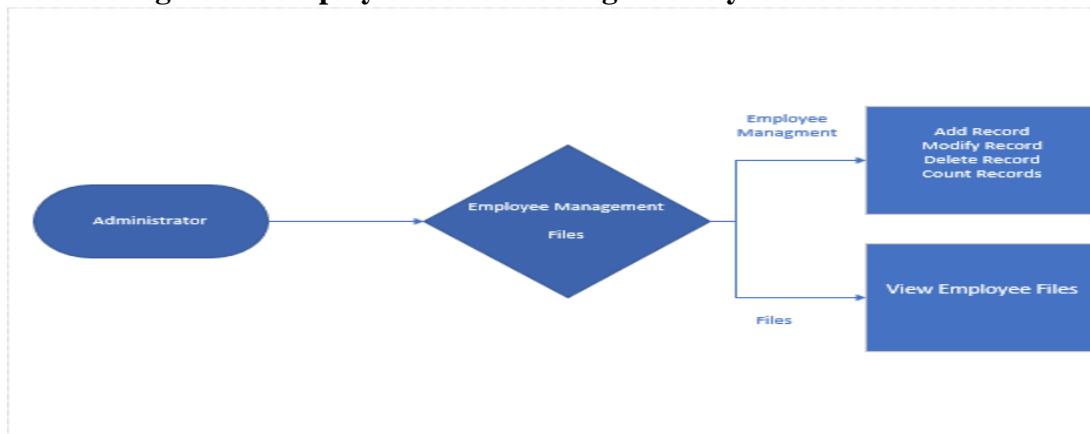 Administrator
Employee Management
Files
Employee
Managment
Add Record
Modify Record
Delete Record
Count Records
View Employee Files
Files